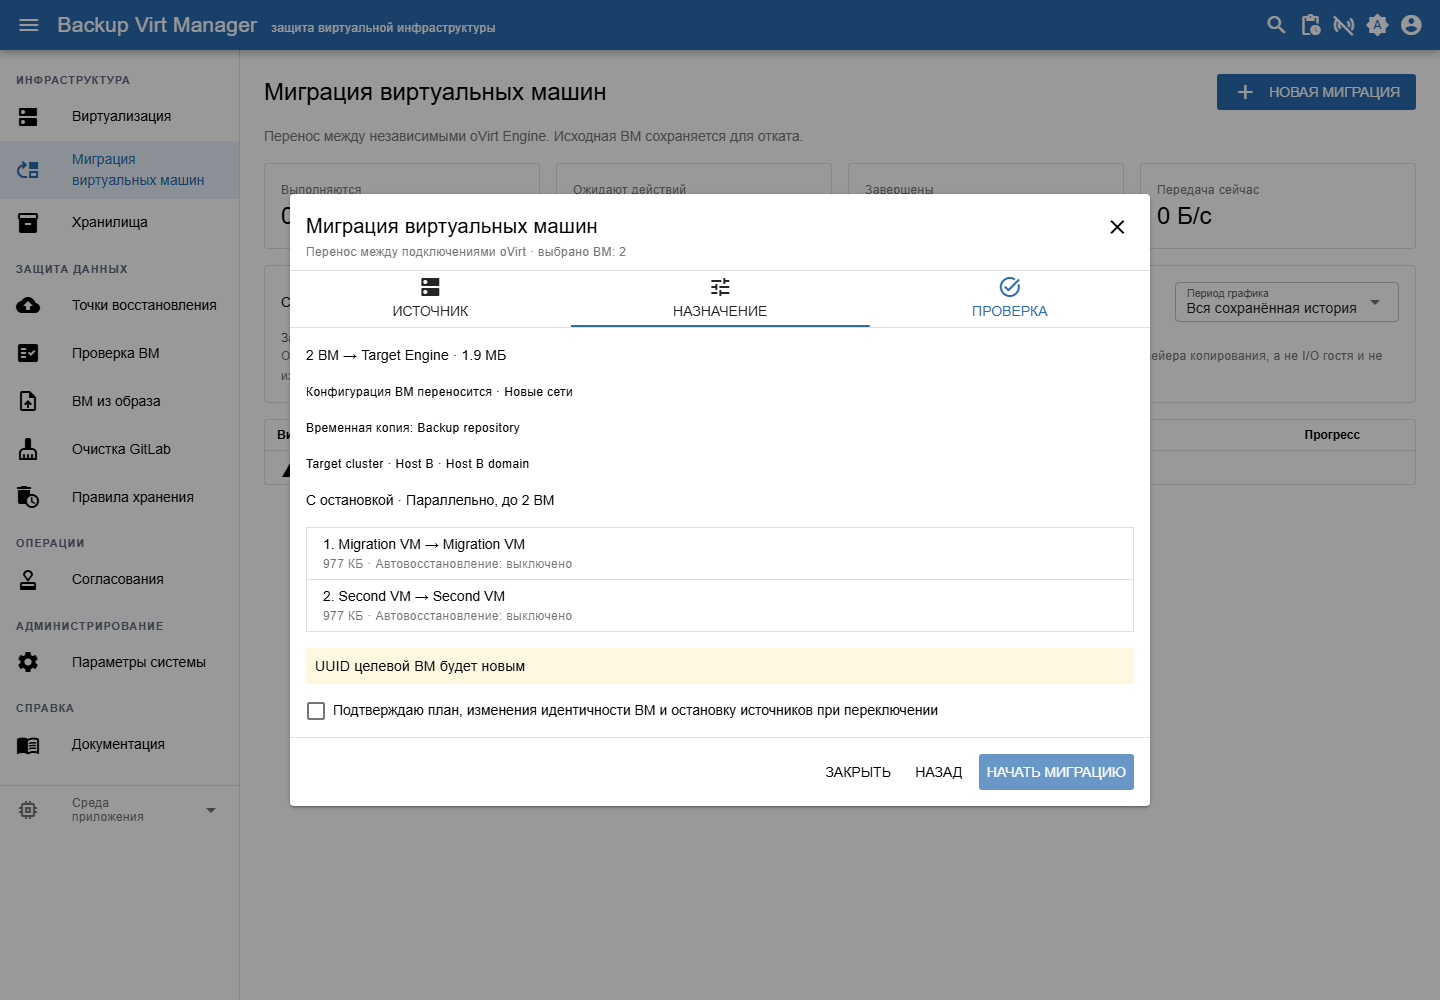 Backup Virt Manager
защита виртуальной инфраструктуры
A
ИНФРАСТРУКТУРА
Виртуализация
Миграция
виртуальных машин
Хранилища
ЗАЩИТА ДАННЫХ
Точки восстановления
Проверка ВМ
ВМ из образа
Очистка GitLab
Правила хранения
ОПЕРАЦИИ
Согласования
АДМИНИСТРИРОВАНИЕ
Параметры системы
СПРАВКА
Документация
Среда
приложения
Миграция виртуальных машин
НОВАЯ МИГРАЦИЯ
Перенос между независимыми oVirt Engine. Исходная ВМ сохраняется для отката.
Выполняются
Ожидают действий
Завершены
Передача сейчас
0 Б/с
Период графика
Вся сохранённая история
копирования, а не I/O гостя и не
Прогресс
Миграция виртуальных машин
Перенос между подключениями oVirt · выбрано ВМ: 2
ИСТОЧНИК
НАЗНАЧЕНИЕ
ПРОВЕРКА
2 ВМ → Target Engine · 1.9 МБ
Конфигурация ВМ переносится · Новые сети
Временная копия: Backup repository
Target cluster · Host B · Host B domain
С остановкой · Параллельно, до 2 ВМ
1. Migration VM → Migration VM
977 КБ · Автовосстановление: выключено
2. Second VM → Second VM
977 КБ · Автовосстановление: выключено
UUID целевой ВМ будет новым
Подтверждаю план, изменения идентичности ВМ и остановку источников при переключении
ЗАКРЫТЬ
НАЗАД
НАЧАТЬ МИГРАЦИЮ